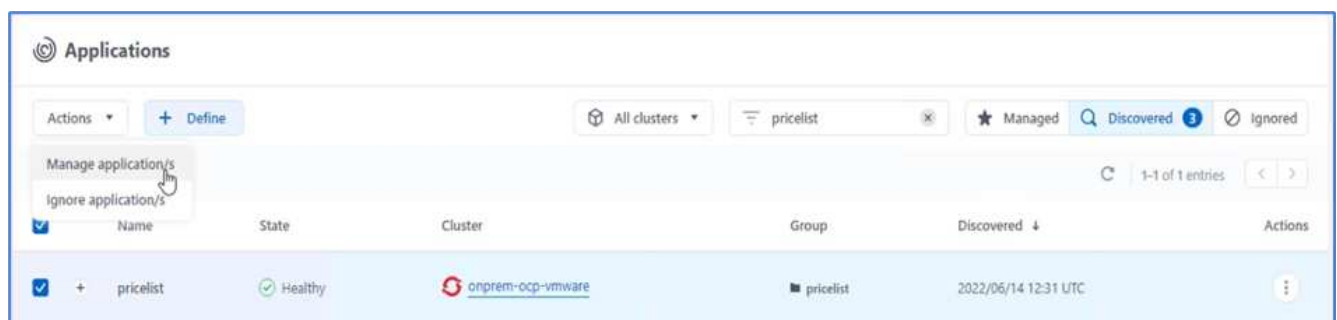 Applications
Actions + Define All clusters pricelist Managed Discovered 3 Ignored
Manage application/s
1-1 of 1 entries
Ignore application/s
Name State Cluster Group Discovered Actions
+ pricelist Healthy onprem-ocp-vmware pricelist 2022/06/14 12:31 UTC